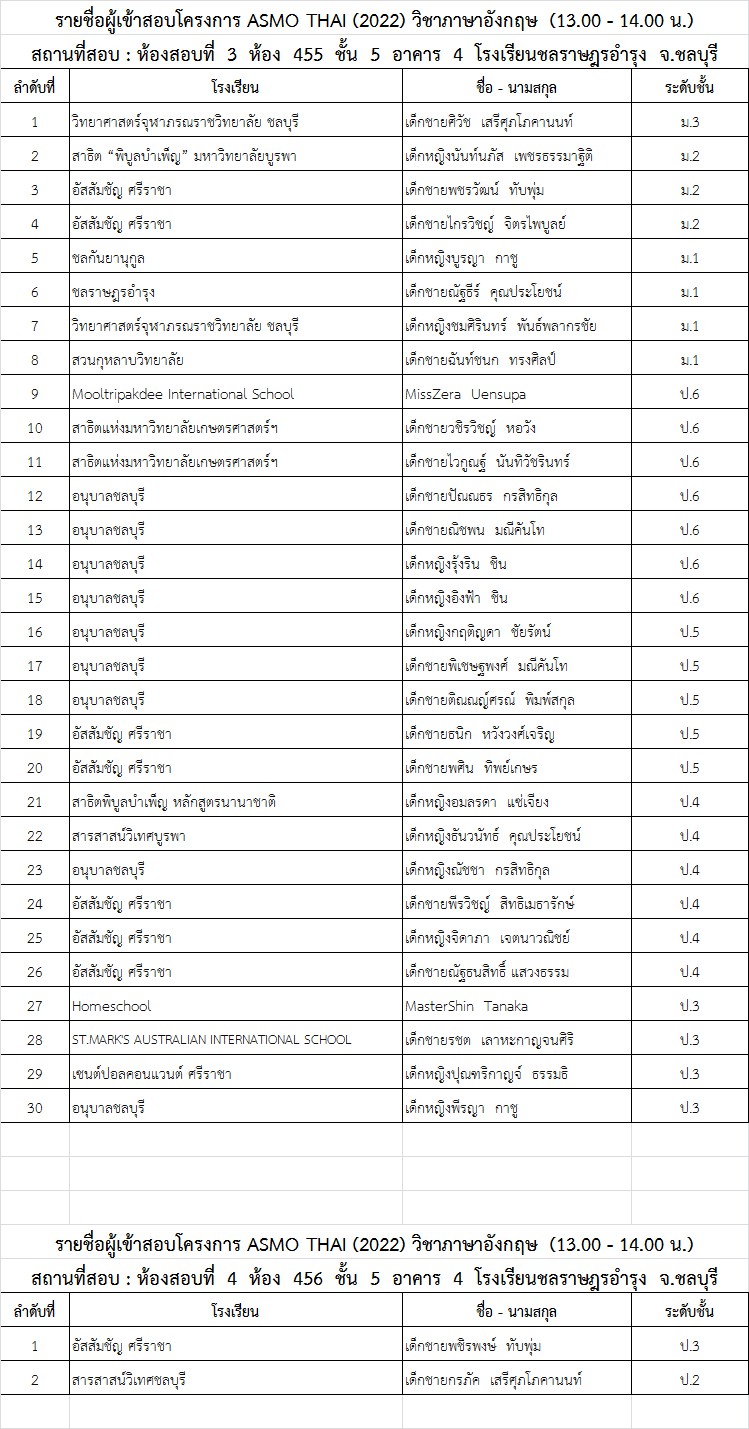 รายชื่อผู้เข้าสอบโครงการ ASMO THAI (2022) วิชาภาษาอังกฤษ (13.00 - 14.00 น.)
สถานที่สอบ : ห้องสอบที่ 3 ห้อง 455 ชั้น 5 อาคาร 4 โรงเรียนชลราษฎรอำรุง จ.ชลบุรี
ลำดับที่ โรงเรียน ชื่อ - นามสกุล ระดับชั้น
1 วิทยาศาสตร์จุฬาภรณราชวิทยาลัย ชลบุรี เด็กชายศิวัช เสรีศุภโภคานนท์ ม.3
2 สาธิต “พิบูลบำเพ็ญ” มหาวิทยาลัยบูรพา เด็กหญิงนันท์นภัส เพชรธรรมาฐิติ ม.2
3 อัสสัมชัญ ศรีราชา เด็กชายพชรวัฒน์ ทับพุ่ม ม.2
4 อัสสัมชัญ ศรีราชา เด็กชายไกรวิชญ์ จิตรไพบูลย์ ม.2
5 ชลกันยานุกูล เด็กหญิงบูรญา กาชู ม.1
6 ชลราษฎรอำรุง เด็กชายณัฐธีร์ คุณประโยชน์ ม.1
7 วิทยาศาสตร์จุฬาภรณราชวิทยาลัย ชลบุรี เด็กหญิงชมศิรินทร์ พันธ์พลากรชัย ม.1
8 สวนกุหลาบวิทยาลัย เด็กชายฉันท์ชนก ทรงศิลป์ ม.1
9 Mooltripakdee International School MissZera Uensupa ป.6
10 สาธิตแห่งมหาวิทยาลัยเกษตรศาสตร์ฯ เด็กชายวชิรวิชญ์ หอวัง ป.6
11 สาธิตแห่งมหาวิทยาลัยเกษตรศาสตร์ฯ เด็กชายไวกูณฐ์ นันทิวัชรินทร์ ป.6
12 อนุบาลชลบุรี เด็กชายปัณณธร กรสิทธิกุล ป.6
13 อนุบาลชลบุรี เด็กชายณิชพน มณีคันโท ป.6
14 อนุบาลชลบุรี เด็กหญิงรุ้งริน ชิน ป.6
15 อนุบาลชลบุรี เด็กหญิงอิงฟ้า ชิน ป.6
16 อนุบาลชลบุรี เด็กหญิงกฤติญดา ชัยรัตน์ ป.5
17 อนุบาลชลบุรี เด็กชายพิเชษฐพงศ์ มณีคันโท ป.5
18 อนุบาลชลบุรี เด็กชายติณณญ์ศรณ์ พิมพ์สกุล ป.5
19 อัสสัมชัญ ศรีราชา เด็กชายธนิก หวังวงศ์เจริญ ป.5
20 อัสสัมชัญ ศรีราชา เด็กชายพศิน ทิพย์เกษร ป.5
21 สาธิตพิบูลบำเพ็ญ หลักสูตรนานาชาติ เด็กหญิงอมลรดา แซ่เจียง ป.4
22 สารสาสน์วิเทศบูรพา เด็กหญิงธันวนัทธ์ คุณประโยชน์ ป.4
23 อนุบาลชลบุรี เด็กหญิงณัชชา กรสิทธิกุล ป.4
24 อัสสัมชัญ ศรีราชา เด็กชายพีรวิชญ์ สิทธิเมธารักษ์ ป.4
25 อัสสัมชัญ ศรีราชา เด็กหญิงจิดาภา เจตนาวณิชย์ ป.4
26 อัสสัมชัญ ศรีราชา เด็กชายณัฐธนสิทธิ์ แสวงธรรม ป.4
27 Homeschool MasterShin Tanaka ป.3
28 ST.MARK'S AUSTRALIAN INTERNATIONAL SCHOOL เด็กชายรชต เลาหะกาญจนศิริ ป.3
29 เซนต์ปอลคอนแวนต์ ศรีราชา เด็กหญิงปุณฑริกาญจ์ ธรรมธิ ป.3
30 อนุบาลชลบุรี เด็กหญิงพีรญา กาชู ป.3
รายชื่อผู้เข้าสอบโครงการ ASMO THAI (2022) วิชาภาษาอังกฤษ (13.00 - 14.00 น.)
สถานที่สอบ : ห้องสอบที่ 4 ห้อง 456 ชั้น 5 อาคาร 4 โรงเรียนชลราษฎรอำรุง จ.ชลบุรี
ลำดับที่ โรงเรียน ชื่อ - นามสกุล ระดับชั้น
1 อัสสัมชัญ ศรีราชา เด็กชายพชิรพงษ์ ทับพุ่ม ป.3
2 สารสาสน์วิเทศชลบุรี เด็กชายกรภัค เสรีศุภโภคานนท์ ป.2